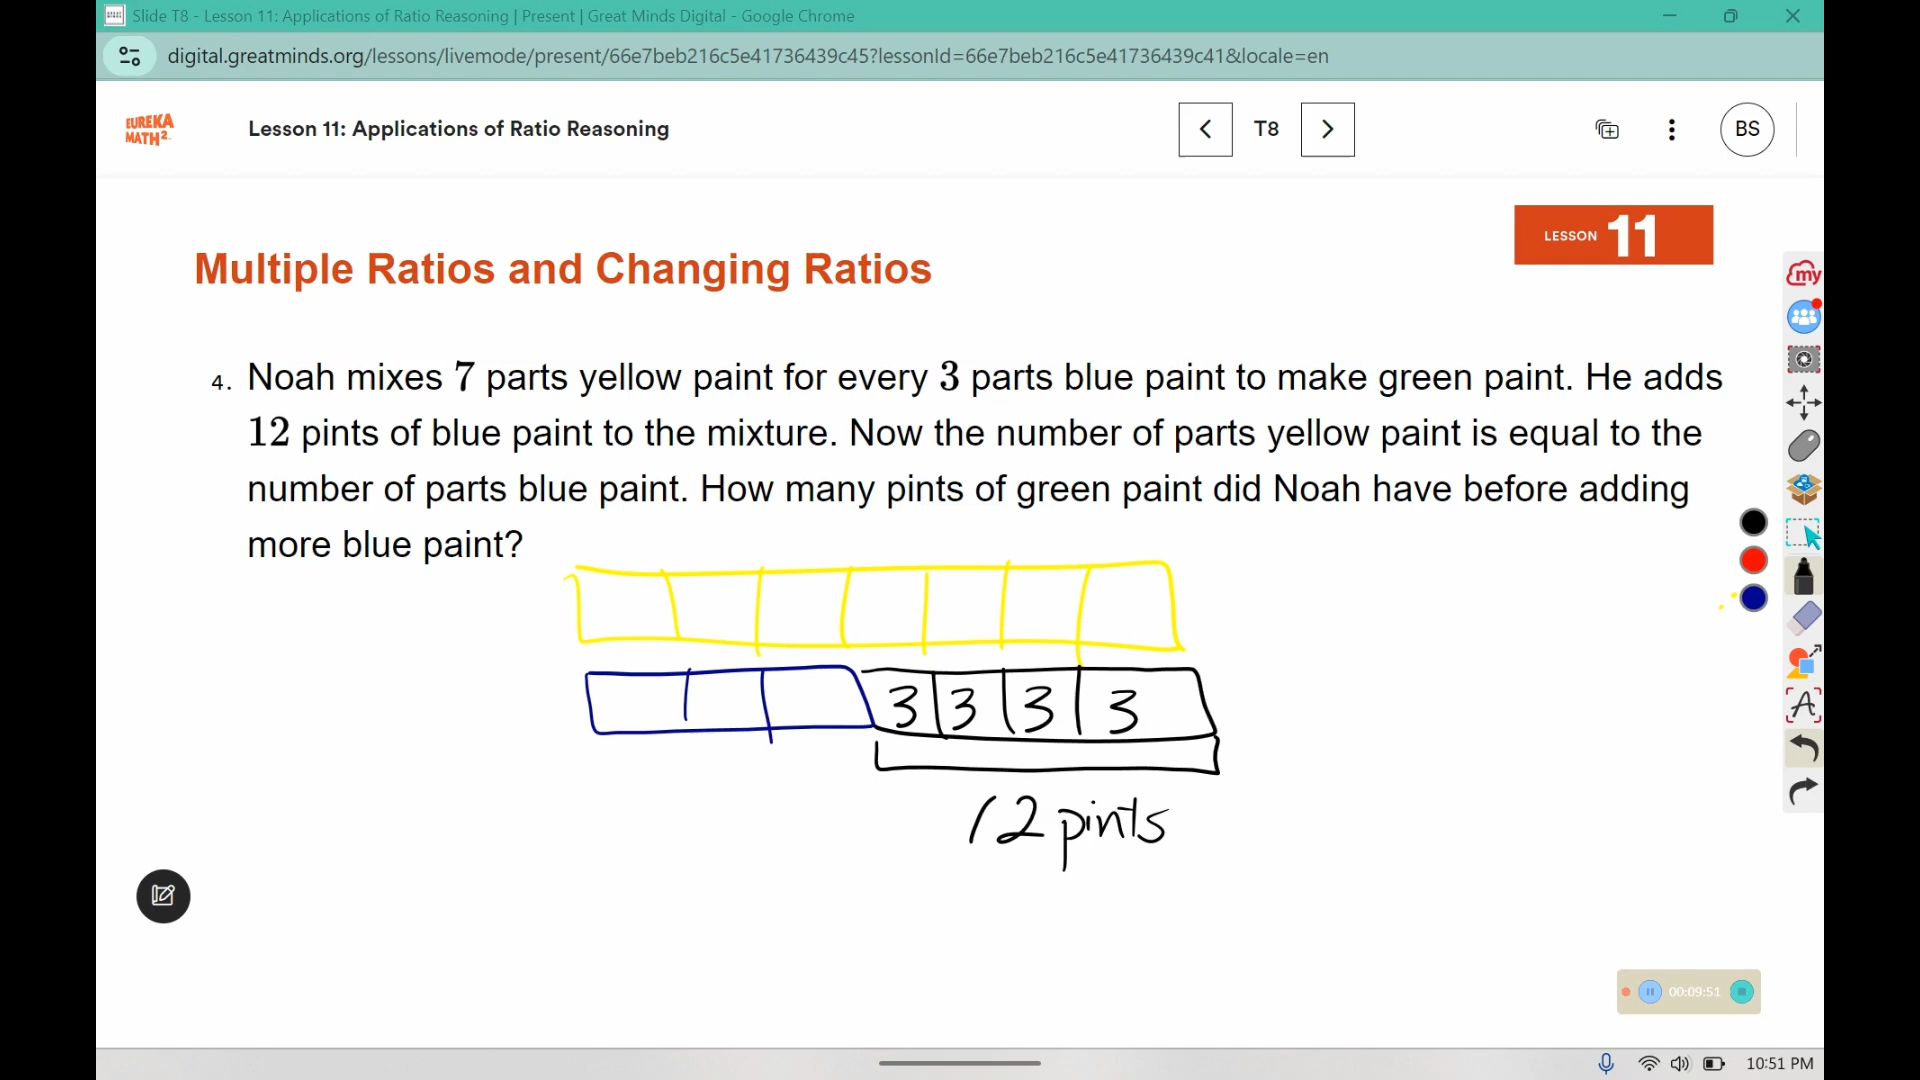 Slide T8 - Lesson 11: Applications of Ratio Reasoning | Present | Great Minds Digital - Google Chrome
digital.greatminds.org/lessons/livemode/present/66e7beb216c5e41736439c45?lessonId=66e7beb216c5e41736439c41&locale=en
EUREKA
MATH²
Lesson 11: Applications of Ratio Reasoning
T8
BS
LESSON 11
Multiple Ratios and Changing Ratios
4. Noah mixes 7 parts yellow paint for every 3 parts blue paint to make green paint. He adds
12 pints of blue paint to the mixture. Now the number of parts yellow paint is equal to the
number of parts blue paint. How many pints of green paint did Noah have before adding
more blue paint?
3 3 3 3
12 pints
my
A
00:09:51
10:51 PM